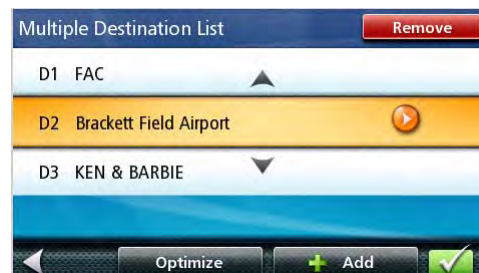 Multiple Destination List Remove
D1 FAC
D2 Brackett Field Airport
D3 KEN & BARBIE
Optimize Add